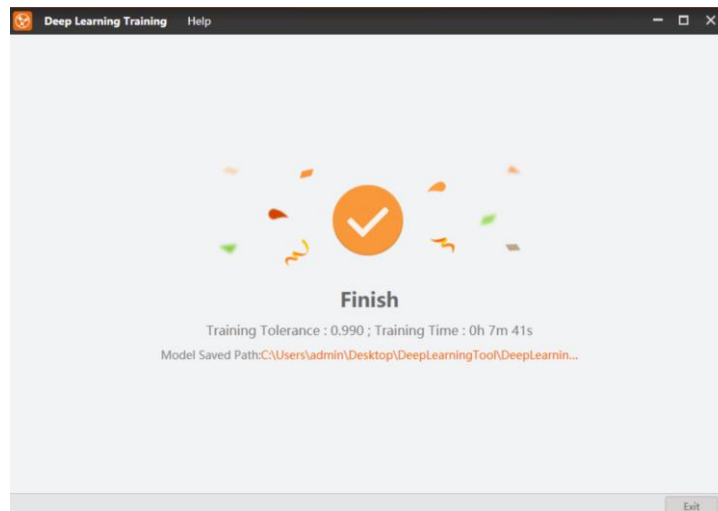 Deep Learning Training Help
Finish
Training Tolerance : 0.990 ; Training Time : 0h 7m 41s
Model Saved Path:C:\Users\admin\Desktop\DeepLearningTool\DeepLearnin...
Exit